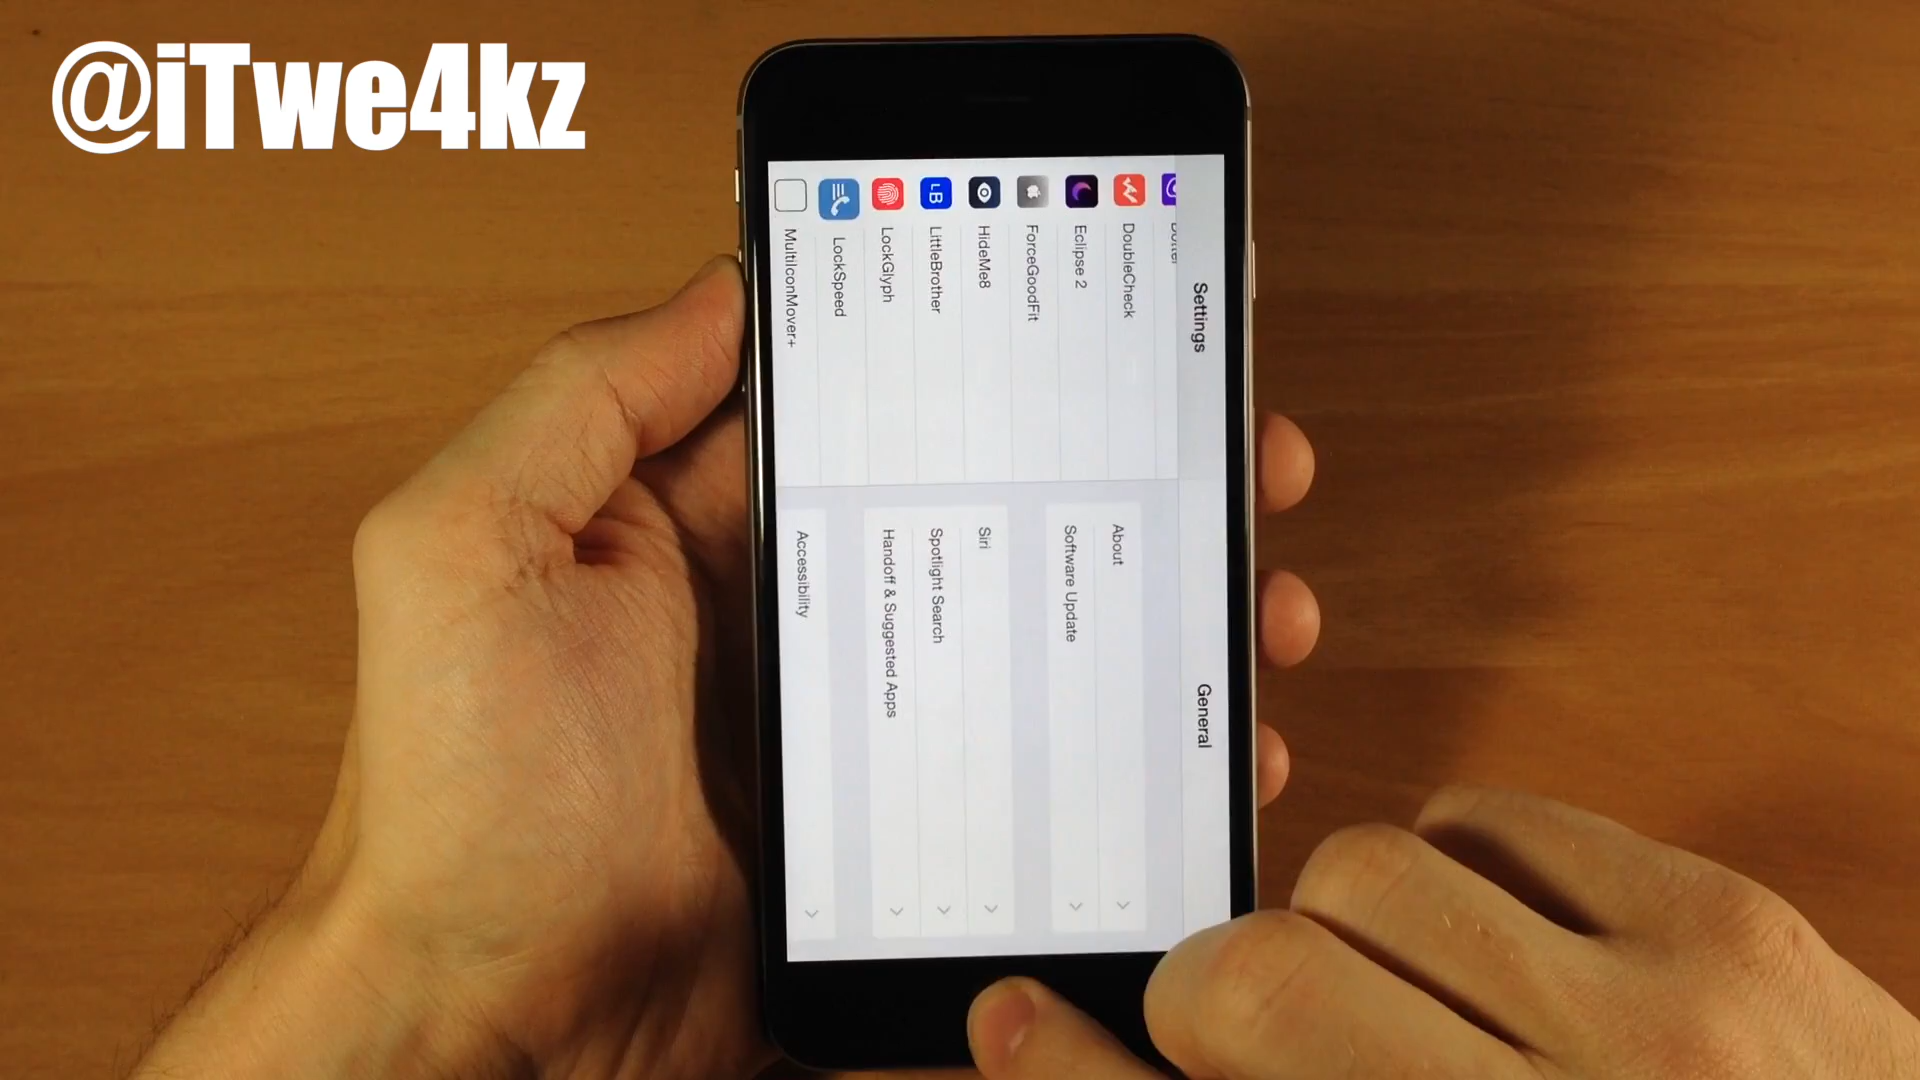 @iTwe4kz
Settings
DoubleCheck
Eclipse 2
ForceGoodFit
HideMe8
LB
LittleBrother
LockGlyph
LockSpeed
MultiIconMover+
General
About
Software Update
Siri
Spotlight Search
Handoff & Suggested Apps
Accessibility